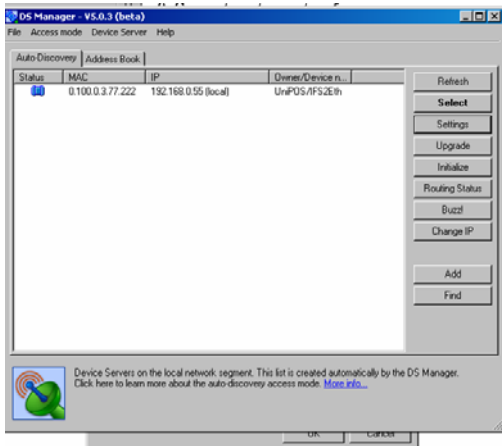 DS Manager - V5.0.3 (beta)
File Access mode Device Server Help
Auto-Discovery Address Book
Status MAC IP Owner/Device n...
0.100.0.3.77.222 192.168.0.55 (local) UniPOS/IFS2Eth
Refresh
Select
Settings
Upgrade
Initialize
Routing Status
Buzz!
Change IP
Add
Find
Device Servers on the local network segment. This list is created automatically by the DS Manager.
Click here to learn more about the auto-discovery access mode. More info...
OK Cancel